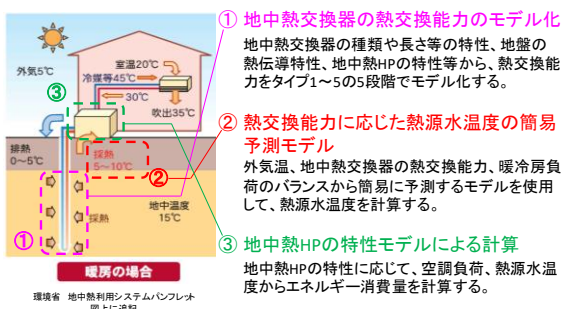 ① 地中熱交換器の熱交換能力のモデル化
地中熱交換器の種類や長さ等の特性、地盤の
熱伝導特性、地中熱HPの特性等から、熱交換能
力をタイプ1～5の5段階でモデル化する。
② 熱交換能力に応じた熱源水温度の簡易
予測モデル
外気温、地中熱交換器の熱交換能力、暖冷房負
荷のバランスから簡易に予測するモデルを使用
して、熱源水温度を計算する。
③ 地中熱HPの特性モデルによる計算
地中熱HPの特性に応じて、空調負荷、熱源水温
度からエネルギー消費量を計算する。
外気5℃
室温20℃
冷媒等45℃
30℃
吹出35℃
③
排熱
0～5℃
採熱
5～10℃
②
地中温度
15℃
採熱
①
暖房の場合
環境省 地中熱利用システムパンフレット
図上に追記